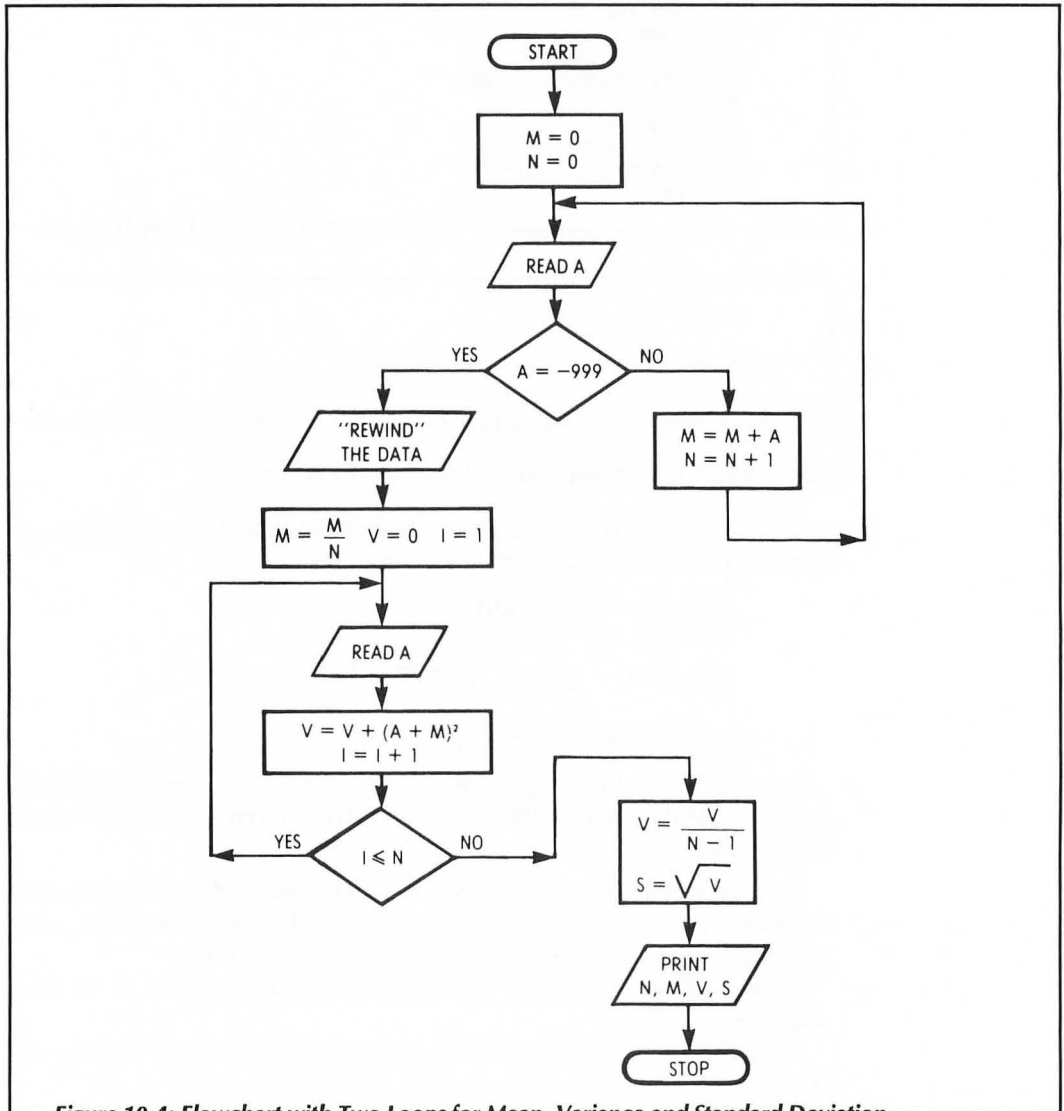 START
M = 0
N = 0
READ A
YES
A = −999
NO
"REWIND"
THE DATA
M = M + A
N = N + 1
M = M/N V = 0 I = 1
READ A
V = V + (A + M)²
I = I + 1
YES
I ≤ N
NO
V = V/(N − 1)
S = √V
PRINT
N, M, V, S
STOP
Figure 10.4: Flowchart with Two Loops for Mean, Variance and Standard Deviation